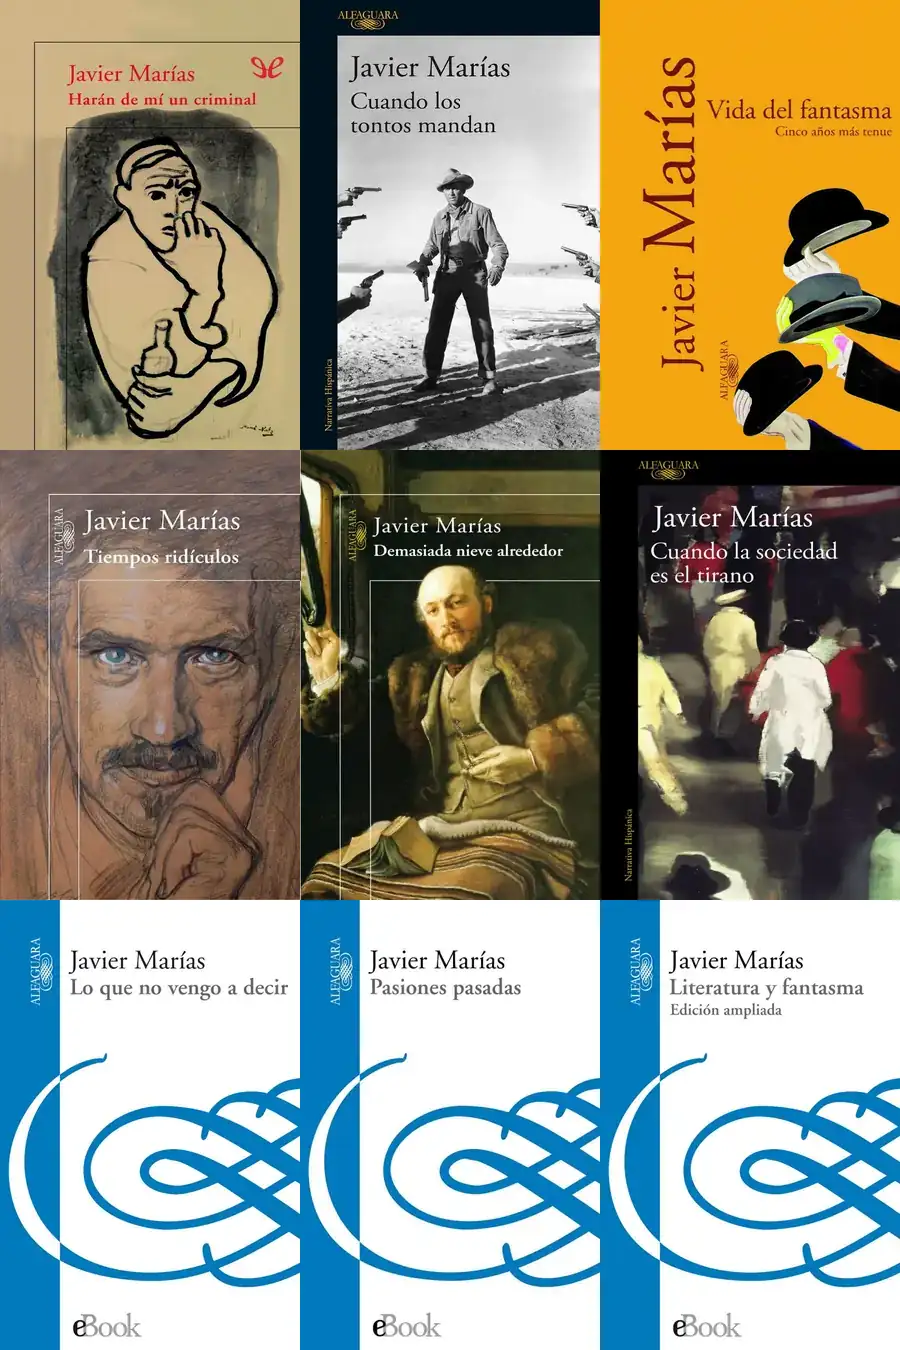 Javier Marías
Harán de mí un criminal
ALFAGUARA
Javier Marías
Cuando los
tontos mandan
Narrativa Hispánica
Javier Marías
Vida del fantasma
Cinco años más tenue
ALFAGUARA
ALFAGUARA
Javier Marías
Tiempos ridículos
ALFAGUARA
Javier Marías
Demasiada nieve alrededor
ALFAGUARA
Javier Marías
Cuando la sociedad
es el tirano
Narrativa Hispánica
ALFAGUARA
Javier Marías
Lo que no vengo a decir
eBook
ALFAGUARA
Javier Marías
Pasiones pasadas
eBook
ALFAGUARA
Javier Marías
Literatura y fantasma
Edición ampliada
eBook